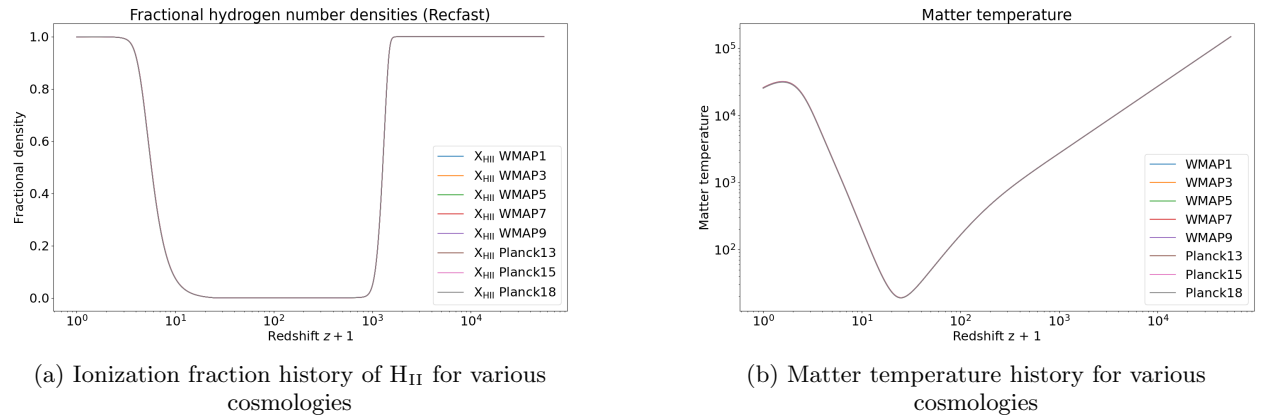 Fractional hydrogen number densities (Recfast)
Fractional density
1.0
0.8
0.6
0.4
0.2
0.0
X_HII WMAP1
X_HII WMAP3
X_HII WMAP5
X_HII WMAP7
X_HII WMAP9
X_HII Planck13
X_HII Planck15
X_HII Planck18
10^0 10^1 10^2 10^3 10^4
Redshift z + 1
(a) Ionization fraction history of H_II for various
cosmologies
Matter temperature
Matter temperature
10^5
10^4
10^3
10^2
WMAP1
WMAP3
WMAP5
WMAP7
WMAP9
Planck13
Planck15
Planck18
10^0 10^1 10^2 10^3 10^4
Redshift z + 1
(b) Matter temperature history for various
cosmologies